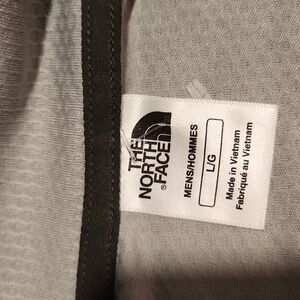 THE
NORTH
FACE®
MENS/HOMMES
L/G
Made in Vietnam
Fabriqué au Vietnam